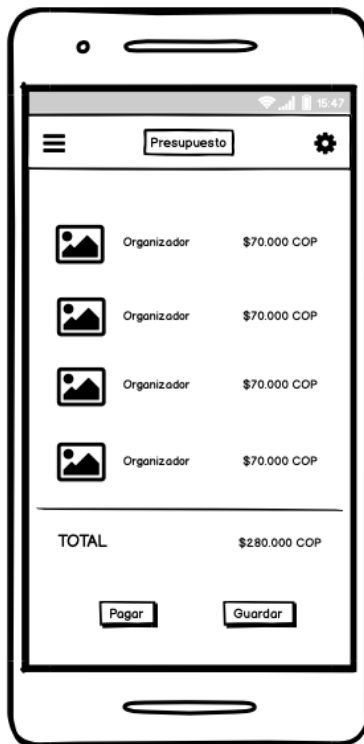 15:47
Presupuesto
Organizador $70.000 COP
Organizador $70.000 COP
Organizador $70.000 COP
Organizador $70.000 COP
TOTAL $280.000 COP
Pagar Guardar